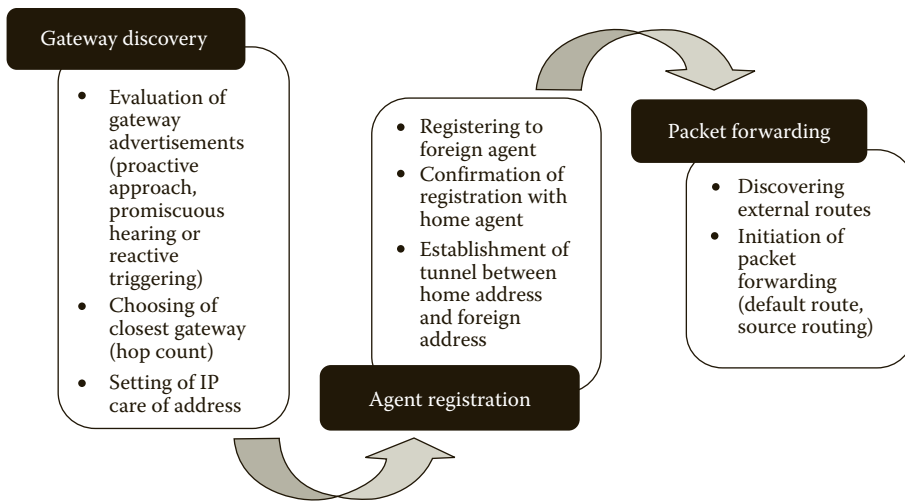 Gateway discovery
• Evaluation of
gateway
advertisements
(proactive
approach,
promiscuous
hearing or
reactive
triggering)
• Choosing of
closest gateway
(hop count)
• Setting of IP
care of address
• Registering to
foreign agent
• Confirmation of
registration with
home agent
• Establishment of
tunnel between
home address
and foreign
address
Agent registration
Packet forwarding
• Discovering
external routes
• Initiation of
packet
forwarding
(default route,
source routing)